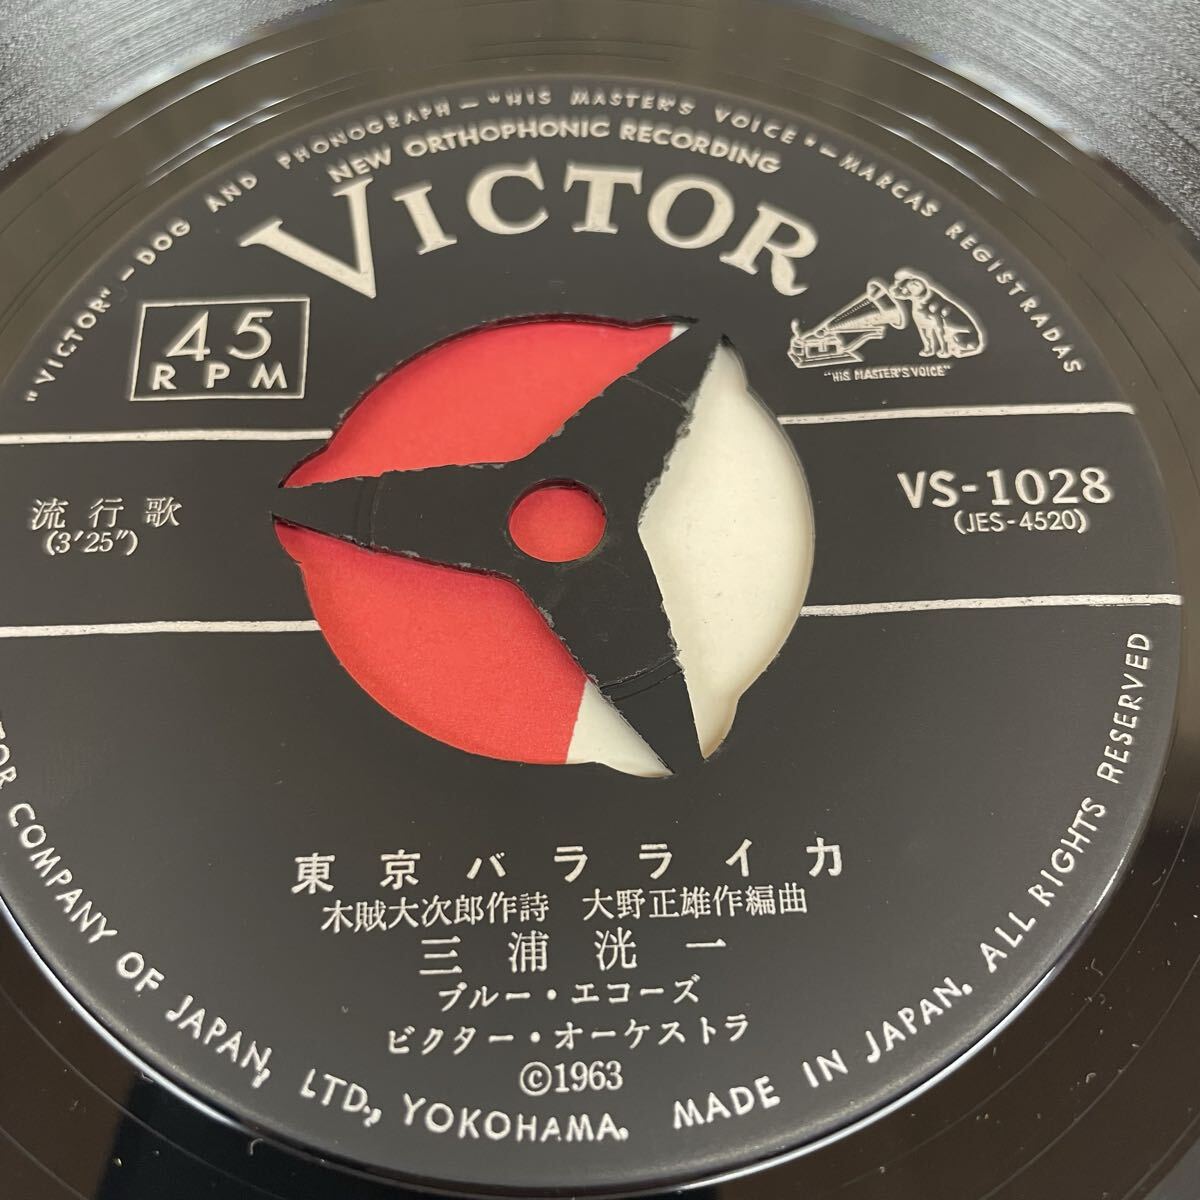 "VICTOR" – DOG AND PHONOGRAPH – "HIS MASTER'S VOICE" – MARCAS REGISTRADAS
NEW ORTHOPHONIC RECORDING
VICTOR
45
RPM
"HIS MASTER'S VOICE"
流行歌
(3′25″)
VS-1028
(JES-4520)
東京バラライカ
木賊大次郎作詩 大野正雄作編曲
三浦洸一
ブルー・エコーズ
ビクター・オーケストラ
©1963
TOR COMPANY OF JAPAN, LTD., YOKOHAMA. MADE IN JAPAN. ALL RIGHTS RESERVED